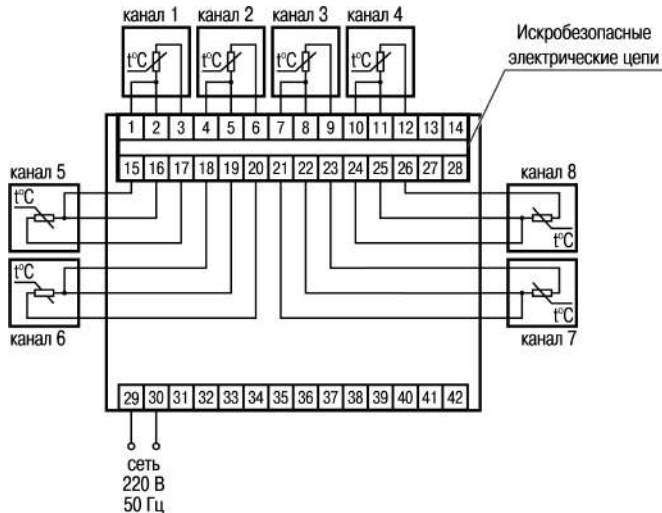 канал 1 канал 2 канал 3 канал 4
t°C t°C t°C t°C
Искробезопасные
электрические цепи
1 2 3 4 5 6 7 8 9 10 11 12 13 14
15 16 17 18 19 20 21 22 23 24 25 26 27 28
канал 5
t°C
канал 8
t°C
t°C
канал 6
t°C
канал 7
29 30 31 32 33 34 35 36 37 38 39 40 41 42
сеть
220 В
50 Гц